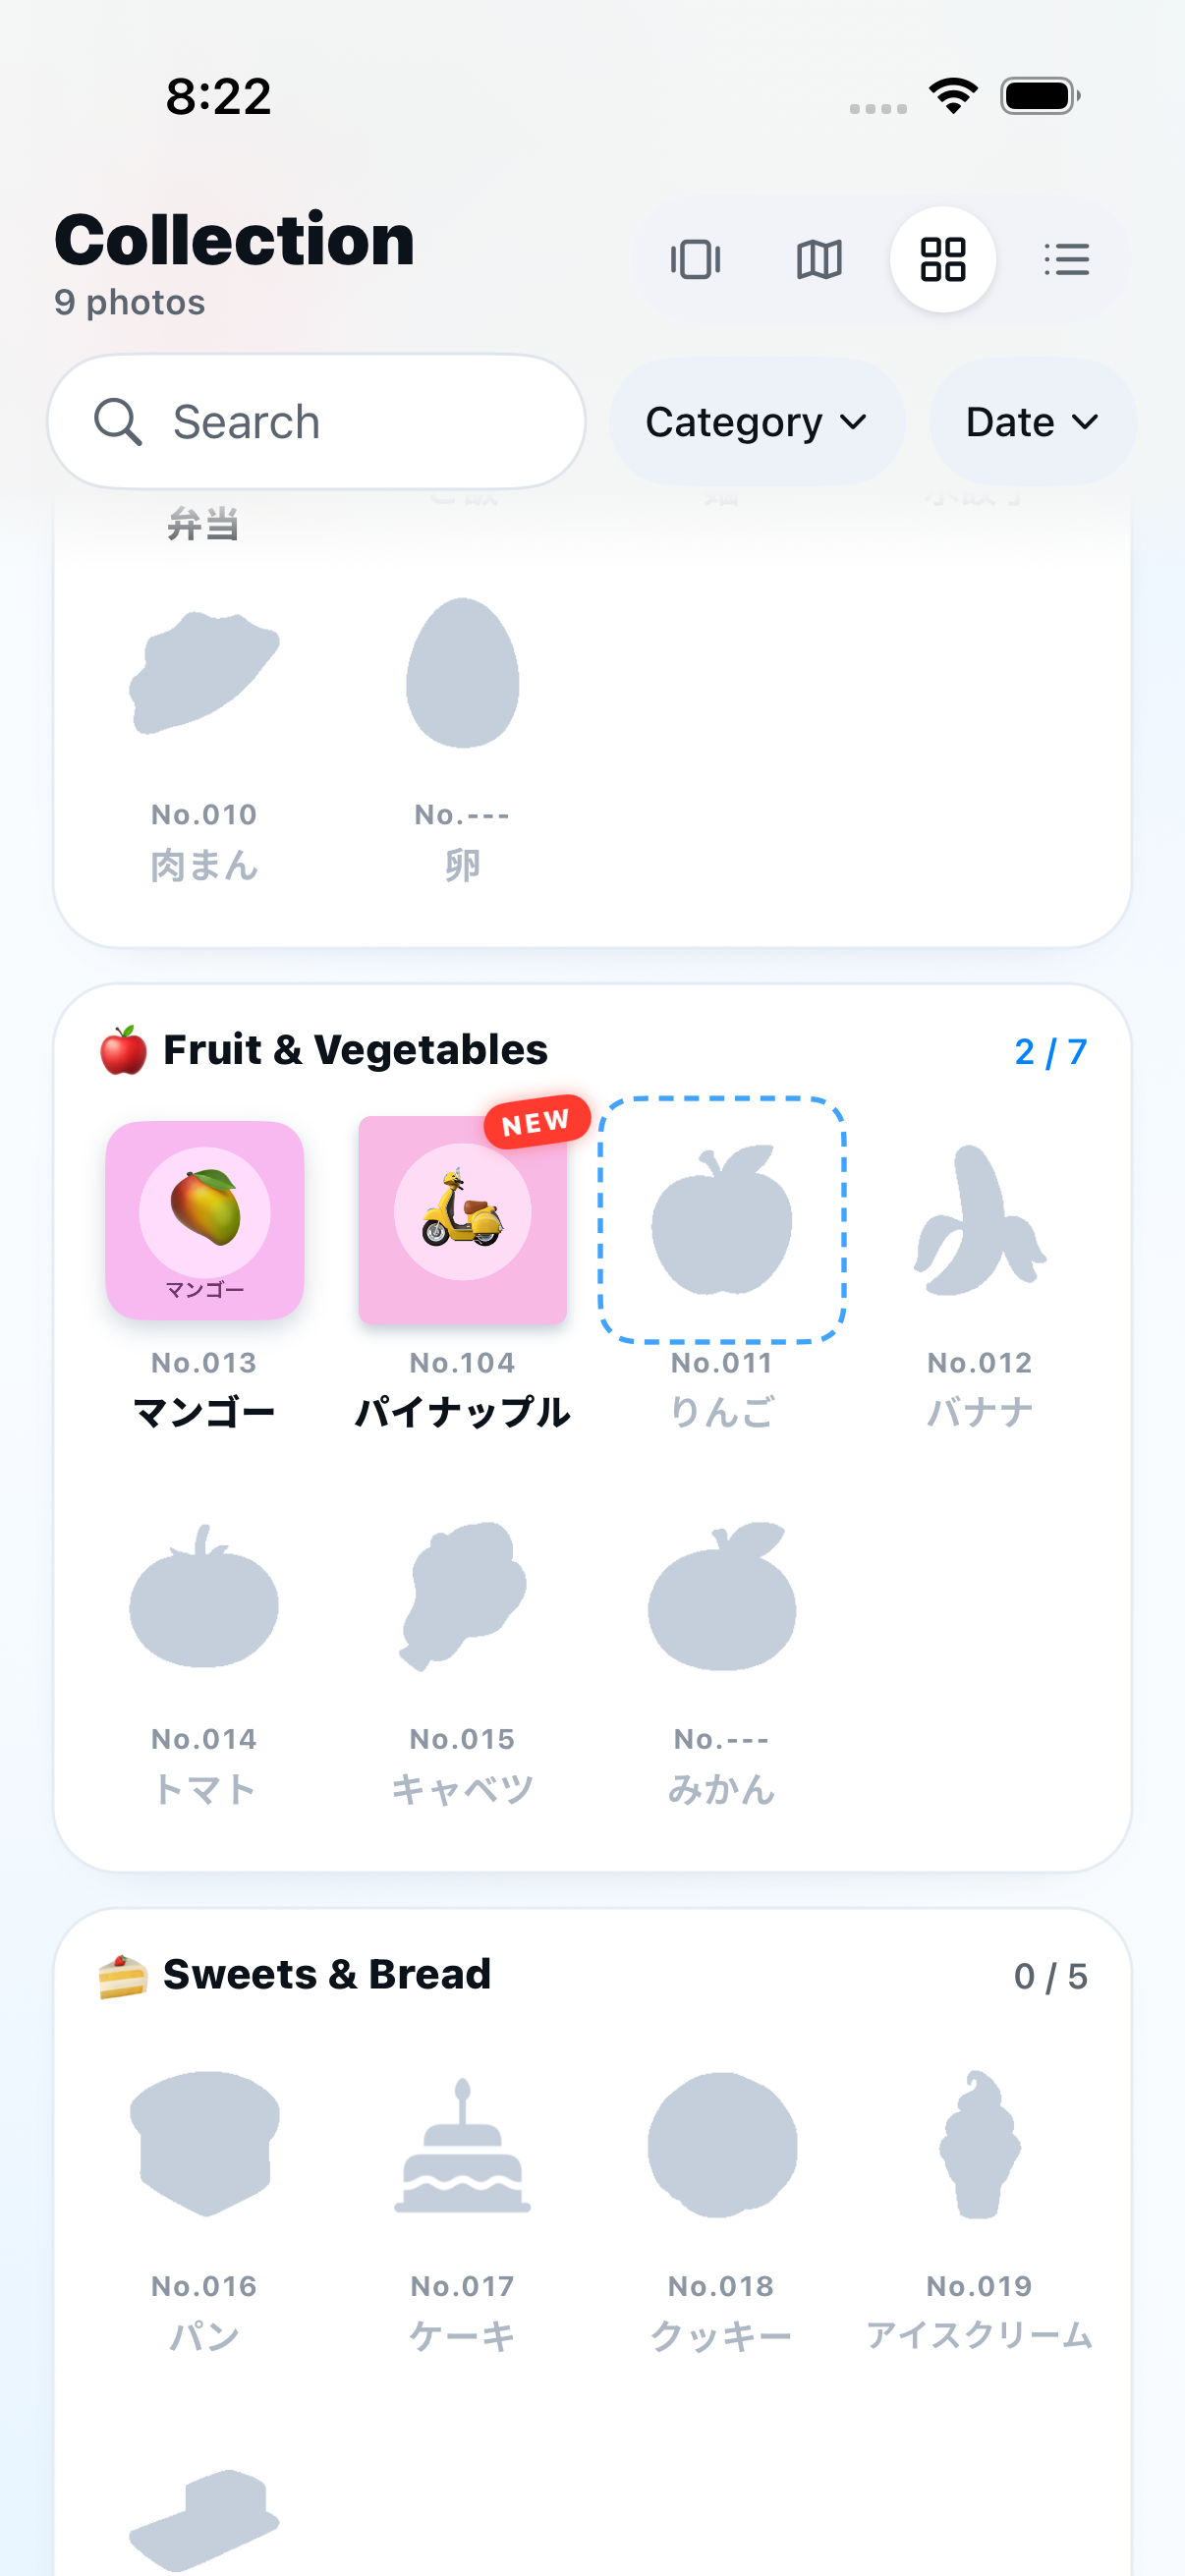 8:22
Collection
9 photos
Search
Category
Date
弁当
No.010
No.---
肉まん
卵
Fruit & Vegetables
2 / 7
NEW
マンゴー
No.013
No.104
No.011
No.012
マンゴー
パイナップル
りんご
バナナ
No.014
No.015
No.---
トマト
キャベツ
みかん
Sweets & Bread
0 / 5
No.016
No.017
No.018
No.019
パン
ケーキ
クッキー
アイスクリーム